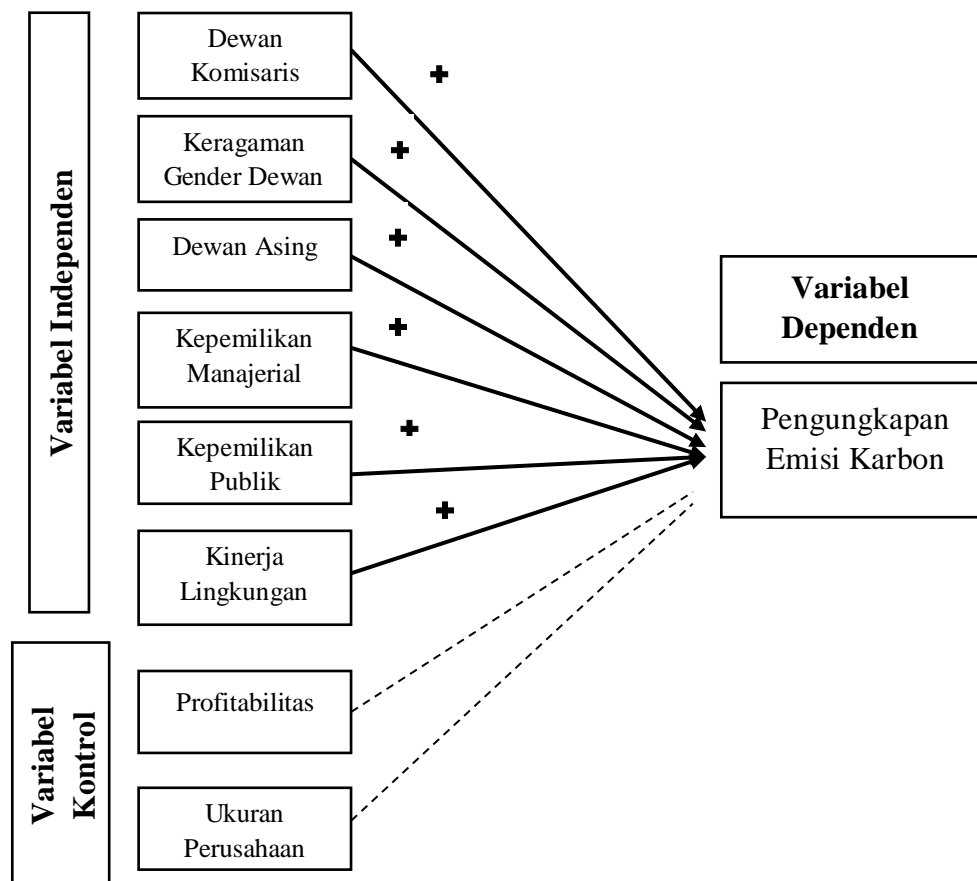 Variabel Independen
Dewan
Komisaris
+
Keragaman
Gender Dewan
+
Dewan Asing
+
Kepemilikan
Manajerial
+
Kepemilikan
Publik
+
Kinerja
Lingkungan
+
Variabel
Dependen
Pengungkapan
Emisi Karbon
Variabel
Kontrol
Profitabilitas
Ukuran
Perusahaan